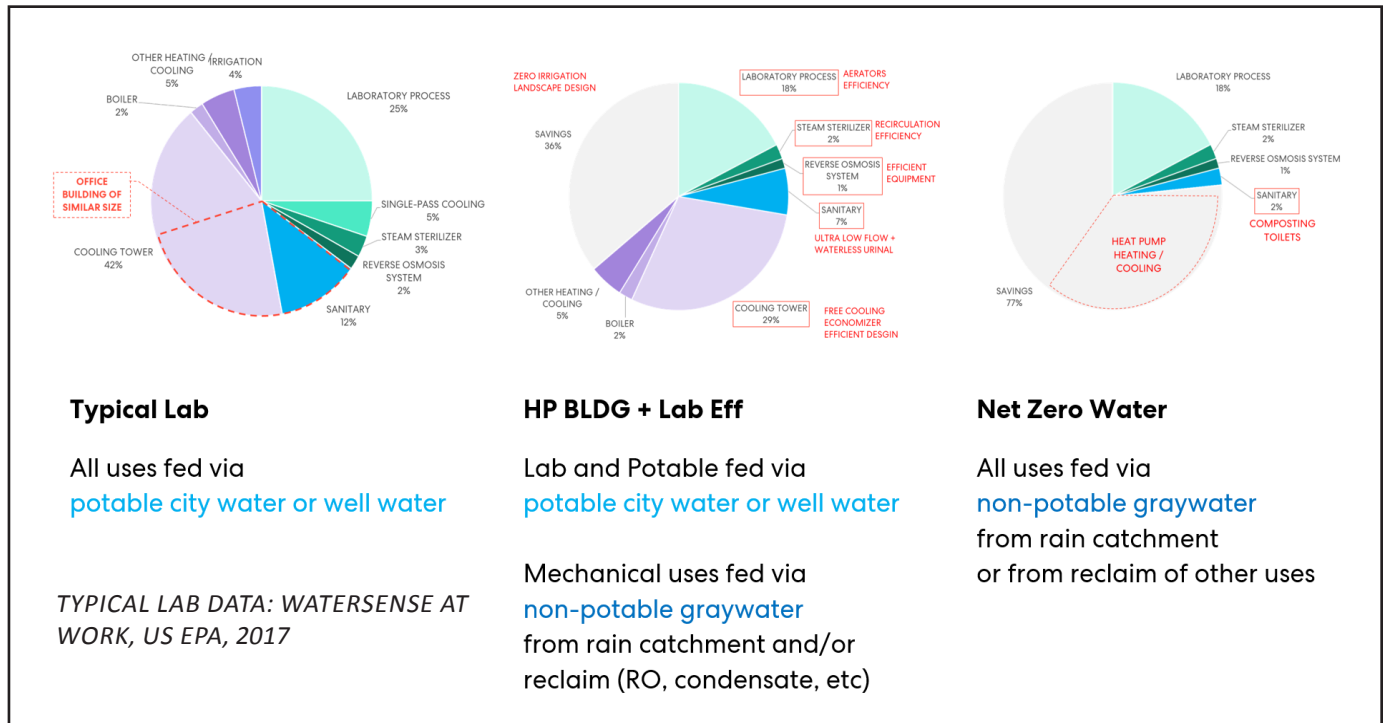 OTHER HEATING /
COOLING
5%
IRRIGATION
4%
BOILER
2%
LABORATORY PROCESS
25%
OFFICE
BUILDING OF
SIMILAR SIZE
SINGLE-PASS COOLING
5%
STEAM STERILIZER
3%
COOLING TOWER
42%
REVERSE OSMOSIS
SYSTEM
2%
SANITARY
12%
ZERO IRRIGATION
LANDSCAPE DESIGN
LABORATORY PROCESS
18%
AERATORS
EFFICIENCY
SAVINGS
36%
STEAM STERILIZER
2%
RECIRCULATION
EFFICIENCY
REVERSE OSMOSIS
SYSTEM
1%
EFFICIENT
EQUIPMENT
SANITARY
7%
ULTRA LOW FLOW +
WATERLESS URINAL
OTHER HEATING /
COOLING
5%
BOILER
2%
COOLING TOWER
29%
FREE COOLING
ECONOMIZER
EFFICIENT DESGIN
LABORATORY PROCESS
18%
STEAM STERILIZER
2%
REVERSE OSMOSIS SYSTEM
1%
SANITARY
2%
COMPOSTING
TOILETS
HEAT PUMP
HEATING /
COOLING
SAVINGS
77%
Typical Lab
All uses fed via
potable city water or well water
TYPICAL LAB DATA: WATERSENSE AT
WORK, US EPA, 2017
HP BLDG + Lab Eff
Lab and Potable fed via
potable city water or well water
Mechanical uses fed via
non-potable graywater
from rain catchment and/or
reclaim (RO, condensate, etc)
Net Zero Water
All uses fed via
non-potable graywater
from rain catchment
or from reclaim of other uses